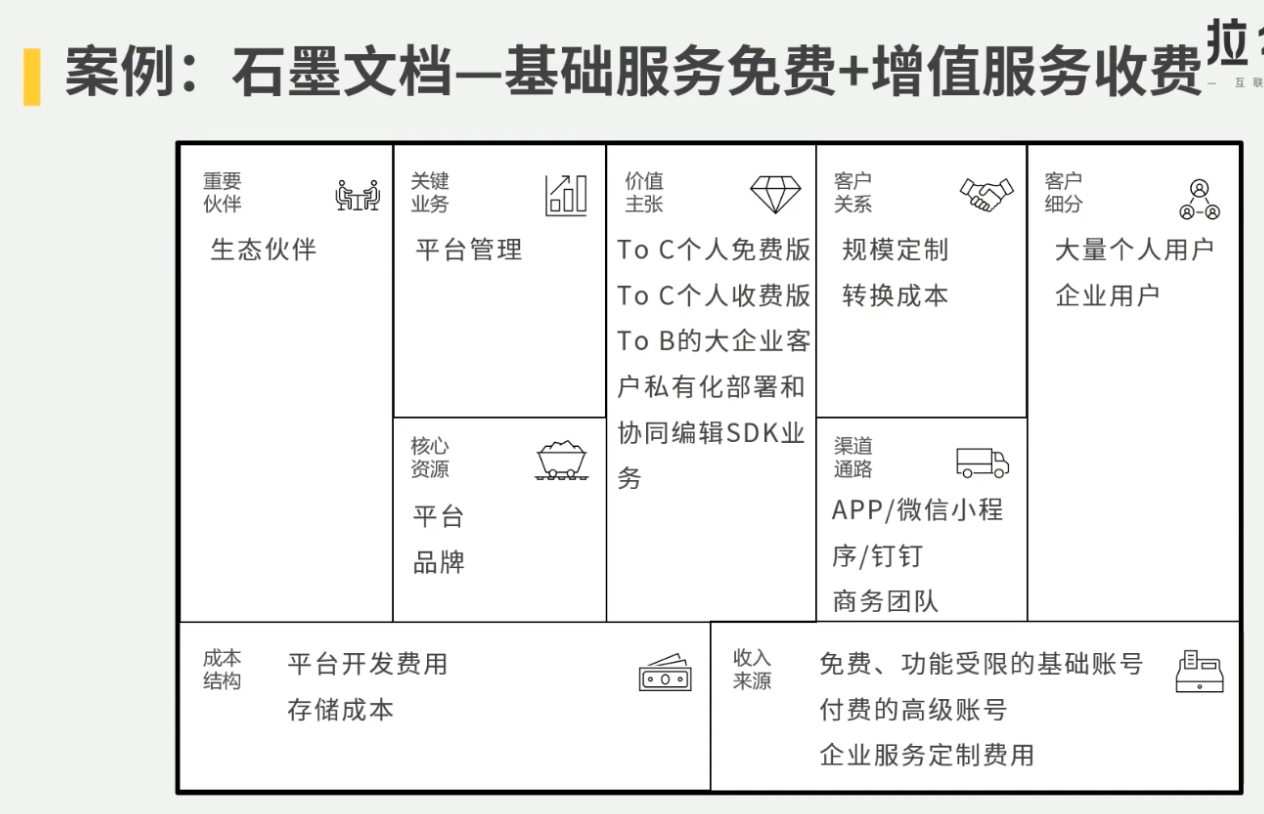 案例：石墨文档—基础服务免费+增值服务收费
拉
互 联
重要
伙伴
生态伙伴
关键
业务
平台管理
核心
资源
平台
品牌
价值
主张
To C个人免费版
To C个人收费版
To B的大企业客
户私有化部署和
协同编辑SDK业
务
客户
关系
规模定制
转换成本
渠道
通路
APP/微信小程
序/钉钉
商务团队
客户
细分
大量个人用户
企业用户
成本
结构
平台开发费用
存储成本
收入
来源
免费、功能受限的基础账号
付费的高级账号
企业服务定制费用